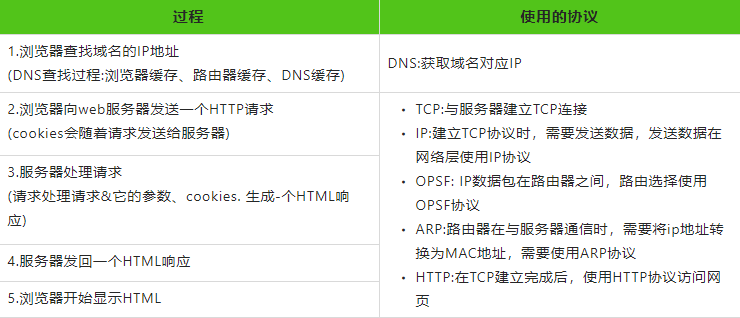 过程
使用的协议
1.浏览器查找域名的IP地址
(DNS查找过程:浏览器缓存、路由器缓存、DNS缓存)
DNS:获取域名对应IP
2.浏览器向web服务器发送一个HTTP请求
(cookies会随着请求发送给服务器)
3.服务器处理请求
(请求处理请求&它的参数、cookies. 生成-个HTML响
应)
4.服务器发回一个HTML响应
5.浏览器开始显示HTML
• TCP:与服务器建立TCP连接
• IP:建立TCP协议时，需要发送数据，发送数据在
网络层使用IP协议
• OPSF: IP数据包在路由器之间，路由选择使用
OPSF协议
• ARP:路由器在与服务器通信时，需要将ip地址转
换为MAC地址，需要使用ARP协议
• HTTP:在TCP建立完成后，使用HTTP协议访问网
页